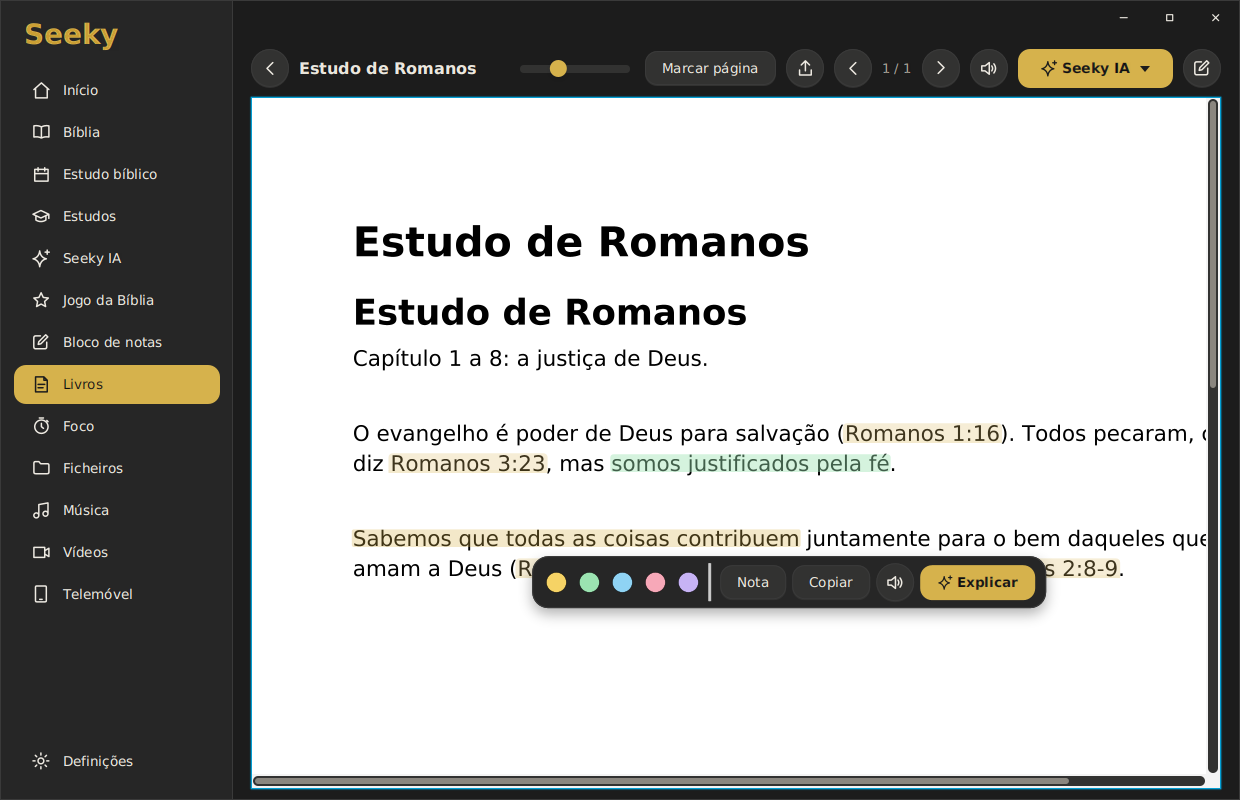 Seeky
Início
Bíblia
Estudo bíblico
Estudos
Seeky IA
Jogo da Bíblia
Bloco de notas
Livros
Foco
Ficheiros
Música
Vídeos
Telemóvel
Definições
Estudo de Romanos
Marcar página
1 / 1
Seeky IA
Estudo de Romanos
Estudo de Romanos
Capítulo 1 a 8: a justiça de Deus.
O evangelho é poder de Deus para salvação (Romanos 1:16). Todos pecaram,
diz Romanos 3:23, mas somos justificados pela fé.
Sabemos que todas as coisas contribuem juntamente para o bem daqueles que
amam a Deus (
2:8-9.
Nota
Copiar
Explicar